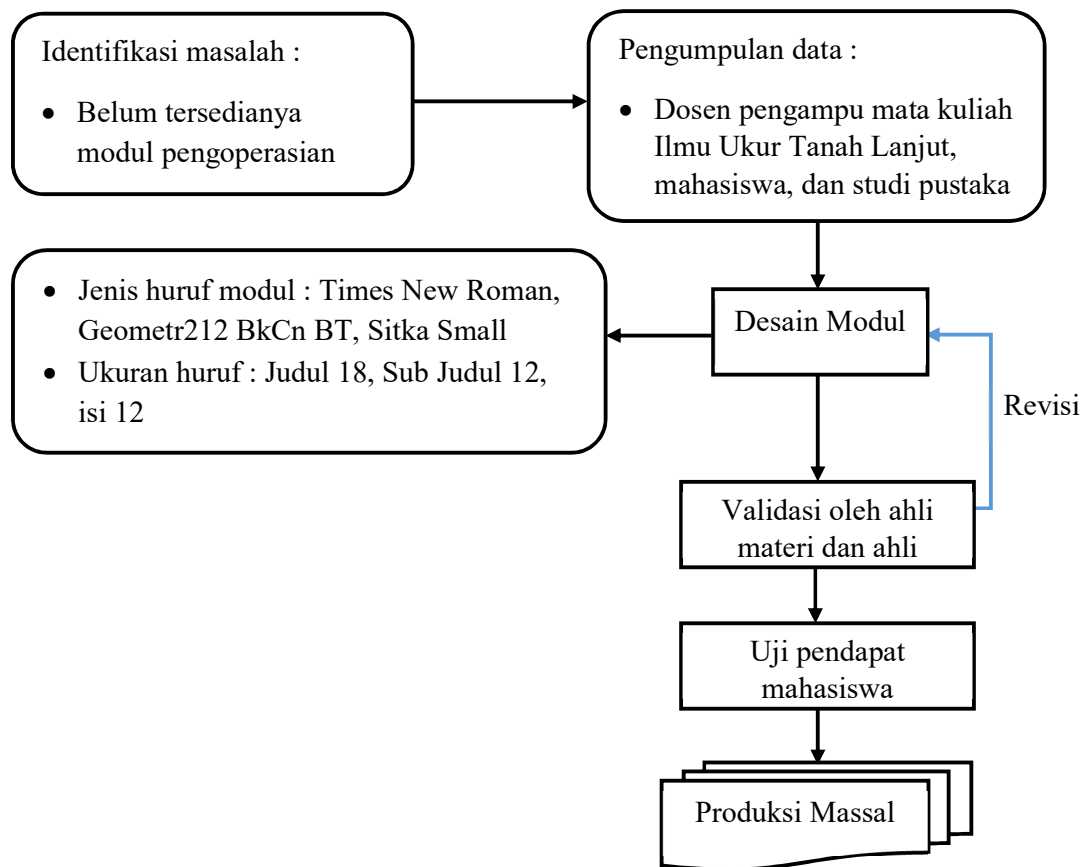 Identifikasi masalah :
• Belum tersedianya
modul pengoperasian
Pengumpulan data :
• Dosen pengampu mata kuliah
Ilmu Ukur Tanah Lanjut,
mahasiswa, dan studi pustaka
• Jenis huruf modul : Times New Roman,
Geometr212 BkCn BT, Sitka Small
• Ukuran huruf : Judul 18, Sub Judul 12,
isi 12
Desain Modul
Revisi
Validasi oleh ahli
materi dan ahli
Uji pendapat
mahasiswa
Produksi Massal